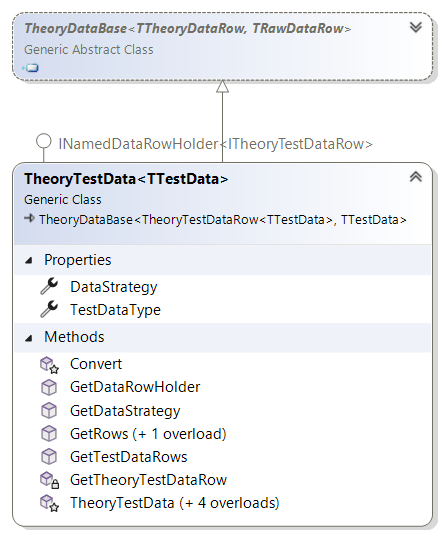 TheoryDataBase<TTheoryDataRow, TRawDataRow>
Generic Abstract Class
INamedDataRowHolder<ITheoryTestDataRow>
TheoryTestData<TTestData>
Generic Class
TheoryDataBase<TheoryTestDataRow<TTestData>, TTestData>
Properties
DataStrategy
TestDataType
Methods
Convert
GetDataRowHolder
GetDataStrategy
GetRows (+ 1 overload)
GetTestDataRows
GetTheoryTestDataRow
TheoryTestData (+ 4 overloads)